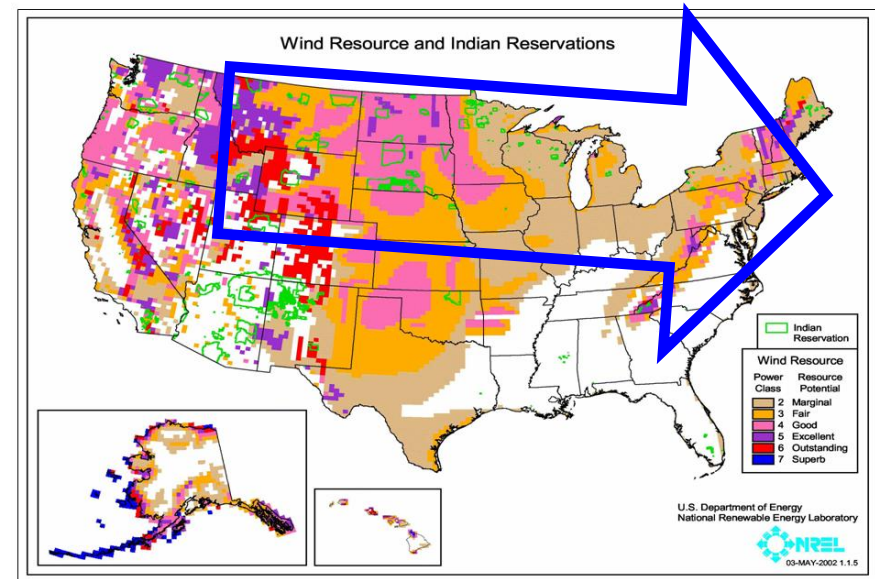 Wind Resource and Indian Reservations
Indian
Reservation
Wind Resource
Power Resource
Class Potential
2 Marginal
3 Fair
4 Good
5 Excellent
6 Outstanding
7 Superb
U.S. Department of Energy
National Renewable Energy Laboratory
NREL
03-MAY-2002 1.1.5